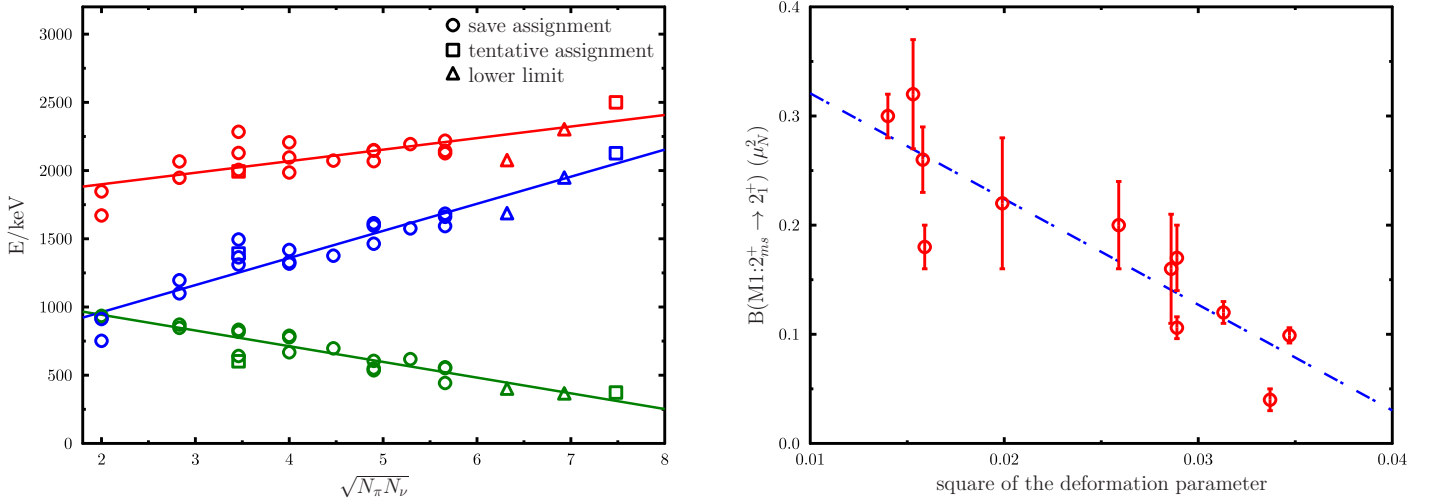 3000
2500
2000
1500
1000
500
0
E/keV
save assignment
tentative assignment
lower limit
2 3 4 5 6 7 8
√NπNν
0.4
0.3
0.2
0.1
0.0
B(M1:2⁺ₘₛ → 2⁺₁) (μ²_N)
0.01 0.02 0.03 0.04
square of the deformation parameter